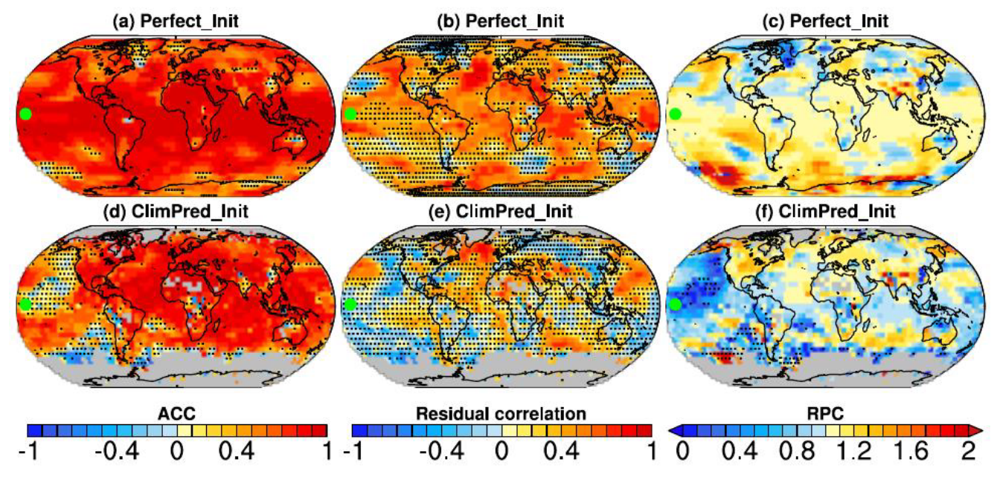 (a) Perfect_Init (b) Perfect_Init (c) Perfect_Init
(d) ClimPred_Init (e) ClimPred_Init (f) ClimPred_Init
ACC Residual correlation RPC
-1 -0.4 0 0.4 1 -1 -0.4 0 0.4 1 0 0.4 0.8 1.2 1.6 2